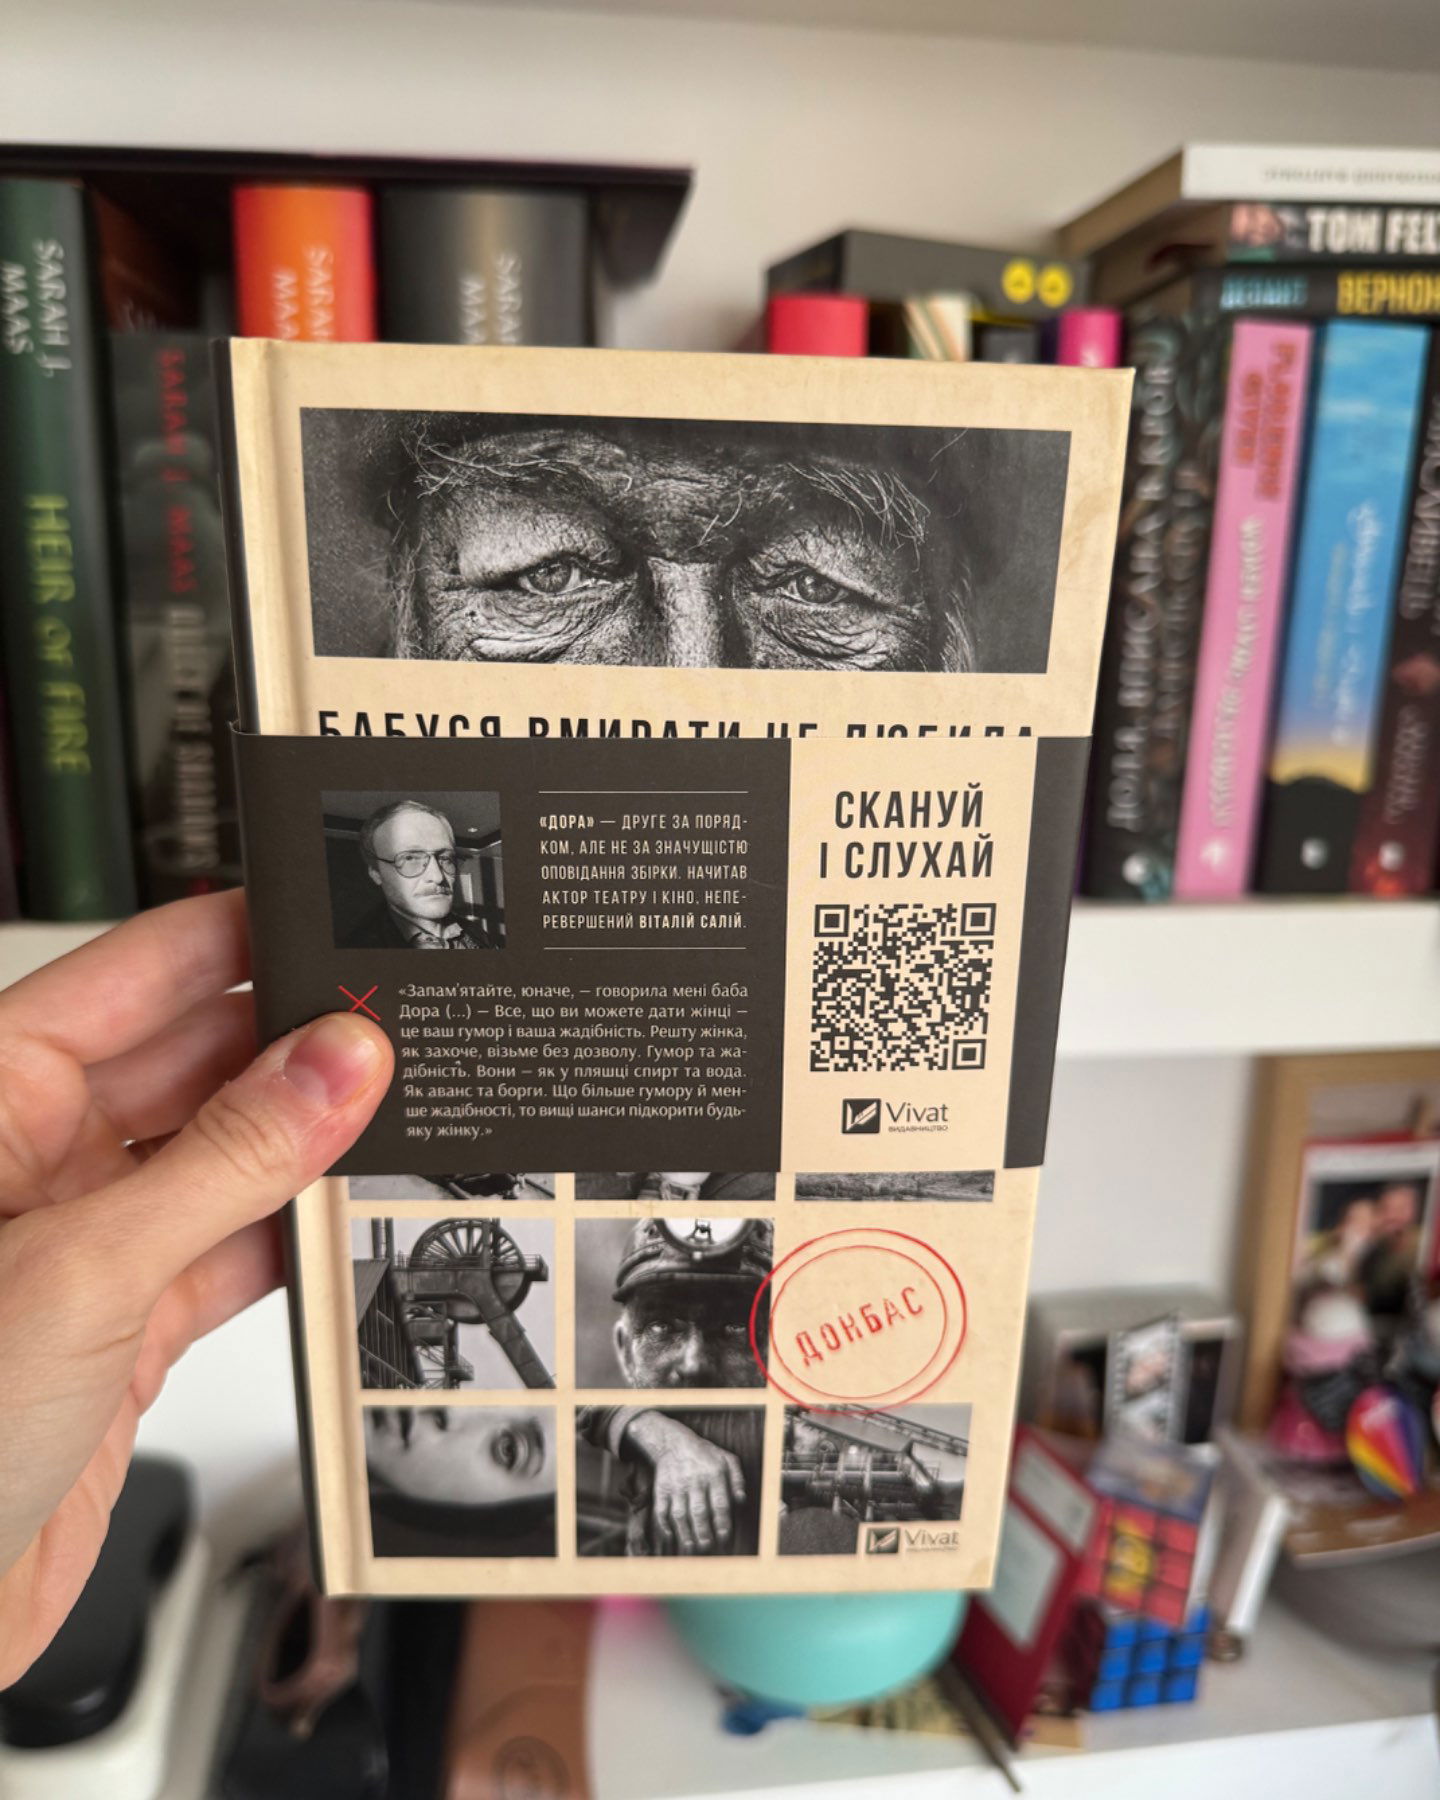 SARAH J.
MAAS
HEIR OF FIRE
SARAH J. MAAS
SARAH
MAAS
SARAH
MAAS
TOM FEL
ДЕЛАНІ
ВЕРНОН
БАБУСЯ ВМИРАТИ НЕ ЛЮБИЛА
«ДОРА» — ДРУГЕ ЗА ПОРЯД-
КОМ, АЛЕ НЕ ЗА ЗНАЧУЩІСТЮ
ОПОВІДАННЯ ЗБІРКИ. НАЧИТАВ
АКТОР ТЕАТРУ І КІНО, НЕПЕ-
РЕВЕРШЕНИЙ ВІТАЛІЙ САЛІЙ.
«Запам'ятайте, юначе, — говорила мені баба
Дора (...) — Все, що ви можете дати жінці —
це ваш гумор і ваша жадібність. Решту жінка,
як захоче, візьме без дозволу. Гумор та жа-
дібність. Вони — як у пляшці спирт та вода.
Як аванс та борги. Що більше гумору й мен-
ше жадібності, то вищі шанси підкорити будь-
яку жінку.»
СКАНУЙ
І СЛУХАЙ
Vivat
ВИДАВНИЦТВО
ДОНБАС
Vivat